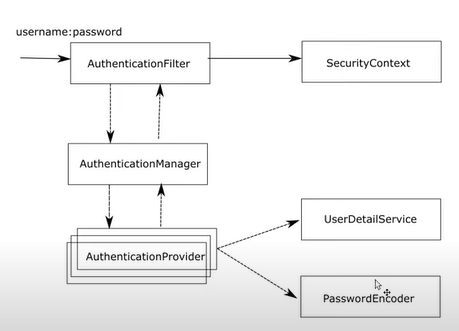 username:password
AuthenticationFilter
SecurityContext
AuthenticationManager
UserDetailService
AuthenticationProvider
PasswordEncoder